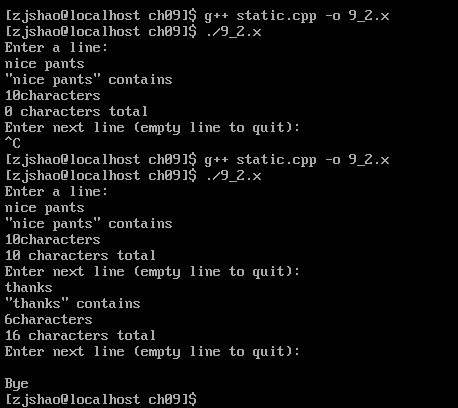 [zjshao@localhost ch09]$ g++ static.cpp -o 9_2.x
[zjshao@localhost ch09]$ ./9_2.x
Enter a line:
nice pants
"nice pants" contains
10characters
0 characters total
Enter next line (empty line to quit):
^C
[zjshao@localhost ch09]$ g++ static.cpp -o 9_2.x
[zjshao@localhost ch09]$ ./9_2.x
Enter a line:
nice pants
"nice pants" contains
10characters
10 characters total
Enter next line (empty line to quit):
thanks
"thanks" contains
6characters
16 characters total
Enter next line (empty line to quit):

Bye
[zjshao@localhost ch09]$